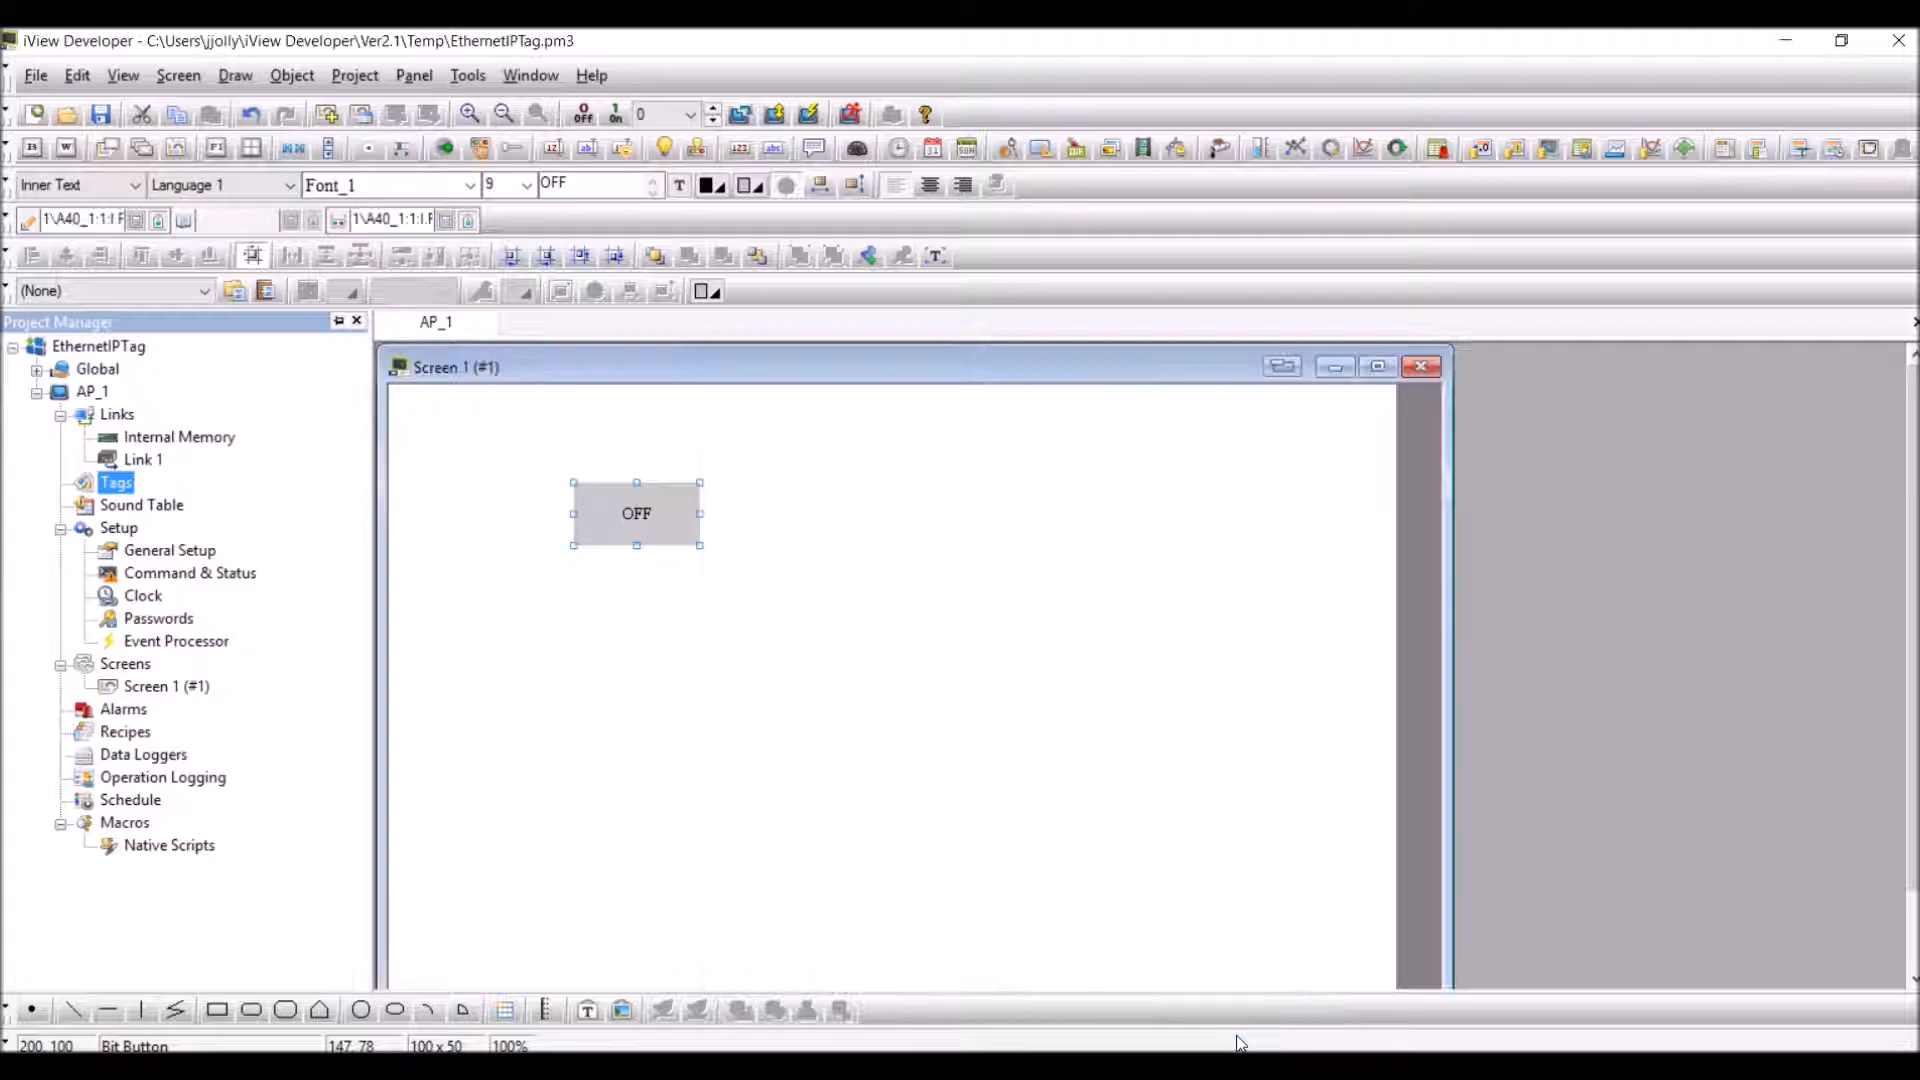 iView Developer - C:\Users\jjolly\iView Developer\Ver2.1\Temp\EthernetIPTag.pm3
File Edit View Screen Draw Object Project Panel Tools Window Help
0 Off 1 On 0
Inner Text Language 1 Font_1 9 OFF
1\A40_1:1:I.F 1\A40_1:1:I.F
(None)
Project Manager
AP_1
EthernetIPTag
Global
AP_1
Links
Internal Memory
Link 1
Tags
Sound Table
Setup
General Setup
Command & Status
Clock
Passwords
Event Processor
Screens
Screen 1 (#1)
Alarms
Recipes
Data Loggers
Operation Logging
Schedule
Macros
Native Scripts
Screen 1 (#1)
OFF
200, 100 Bit Button 147, 78 100 x 50 100%